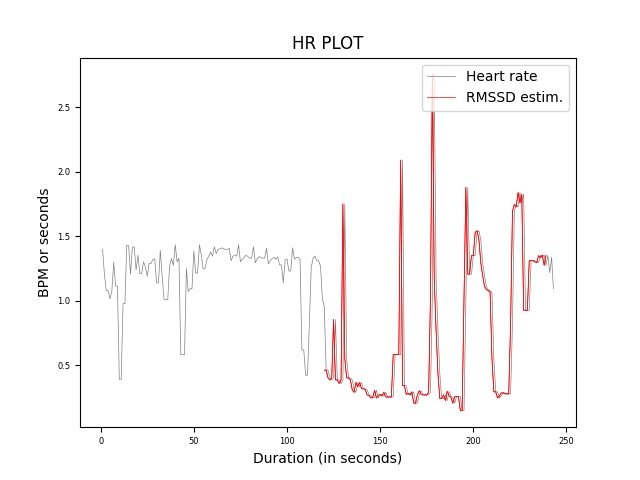 HR PLOT
Heart rate
RMSSD estim.
BPM or seconds
2.5
2.0
1.5
1.0
0.5
0
50
100
150
200
250
Duration (in seconds)